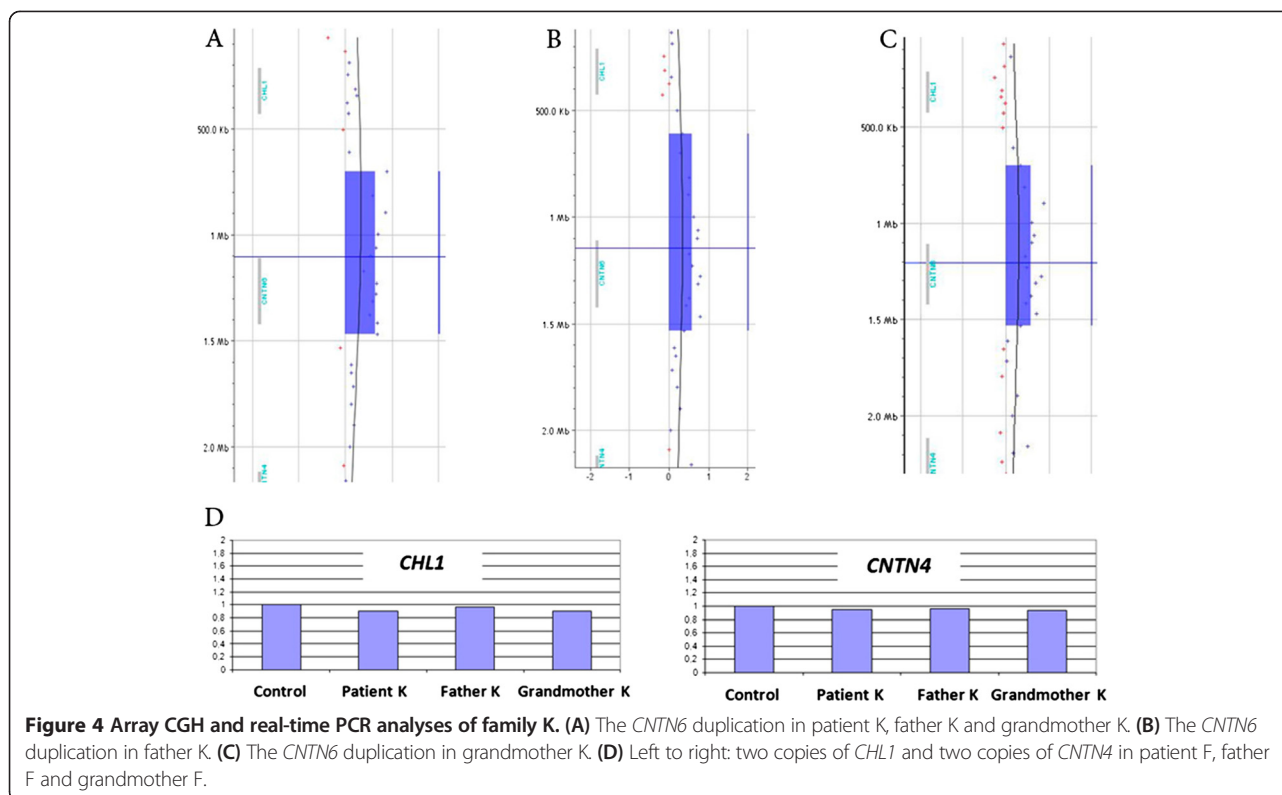 A
CHL1
500.0 Kb
1 Mb
CNTN6
1.5 Mb
2.0 Mb
NTN4
B
CHL1
500.0 Kb
1 Mb
CNTN6
1.5 Mb
2.0 Mb
NTN4
-2 -1 0 1 2
C
CHL1
500.0 Kb
1 Mb
CNTN6
1.5 Mb
2.0 Mb
NTN4
D
CHL1
2
1.8
1.6
1.4
1.2
1
0.8
0.6
0.4
0.2
0
Control Patient K Father K Grandmother K
CNTN4
2
1.8
1.6
1.4
1.2
1
0.8
0.6
0.4
0.2
0
Control Patient K Father K Grandmother K
Figure 4 Array CGH and real-time PCR analyses of family K. (A) The CNTN6 duplication in patient K, father K and grandmother K. (B) The CNTN6
duplication in father K. (C) The CNTN6 duplication in grandmother K. (D) Left to right: two copies of CHL1 and two copies of CNTN4 in patient F, father
F and grandmother F.